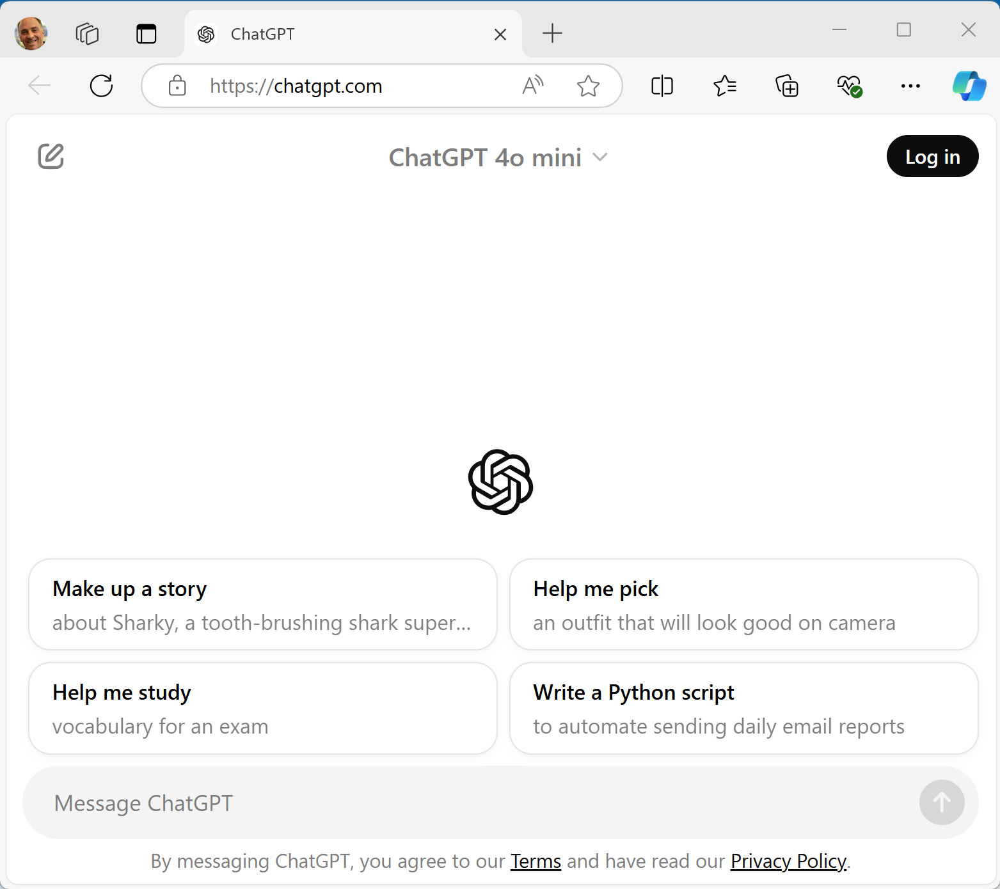 ChatGPT
https://chatgpt.com
ChatGPT 4o mini
Log in
Make up a story
about Sharky, a tooth-brushing shark super...
Help me pick
an outfit that will look good on camera
Help me study
vocabulary for an exam
Write a Python script
to automate sending daily email reports
Message ChatGPT
By messaging ChatGPT, you agree to our Terms and have read our Privacy Policy.